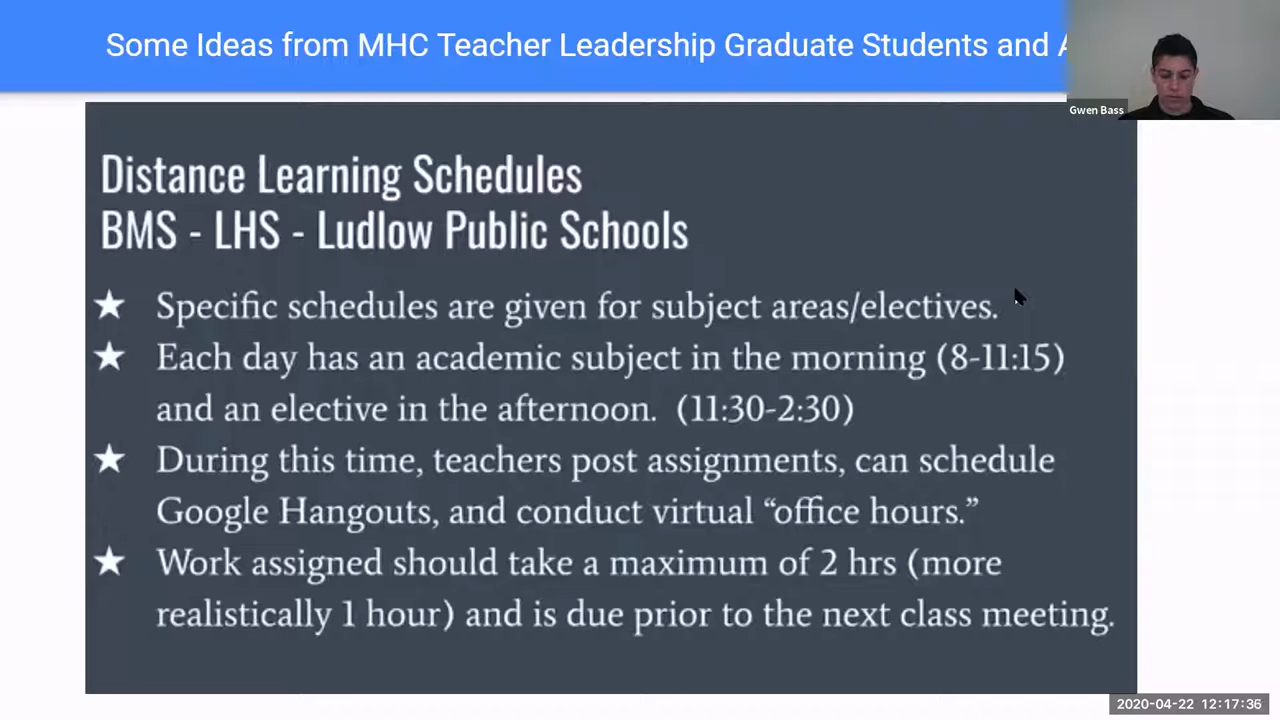 Some Ideas from MHC Teacher Leadership Graduate Students and
Gwen Bass
Distance Learning Schedules
BMS - LHS - Ludlow Public Schools
★ Specific schedules are given for subject areas/electives.
★ Each day has an academic subject in the morning (8-11:15)
and an elective in the afternoon. (11:30-2:30)
★ During this time, teachers post assignments, can schedule
Google Hangouts, and conduct virtual “office hours.”
★ Work assigned should take a maximum of 2 hrs (more
realistically 1 hour) and is due prior to the next class meeting.
2020-04-22 12:17:36